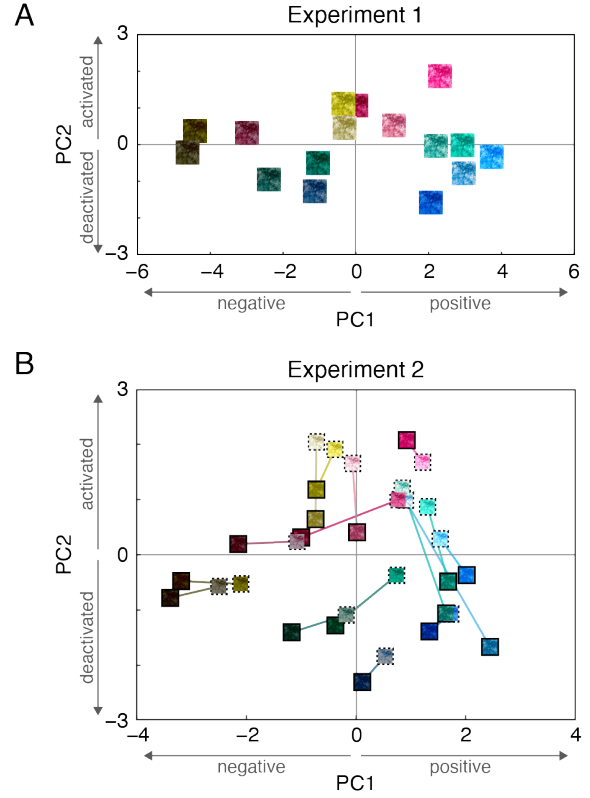 A
Experiment 1
3
0
−3
PC2
activated
deactivated
−6
−4
−2
0
2
4
6
negative
positive
PC1
B
Experiment 2
3
0
−3
PC2
activated
deactivated
−4
−2
0
2
4
negative
positive
PC1